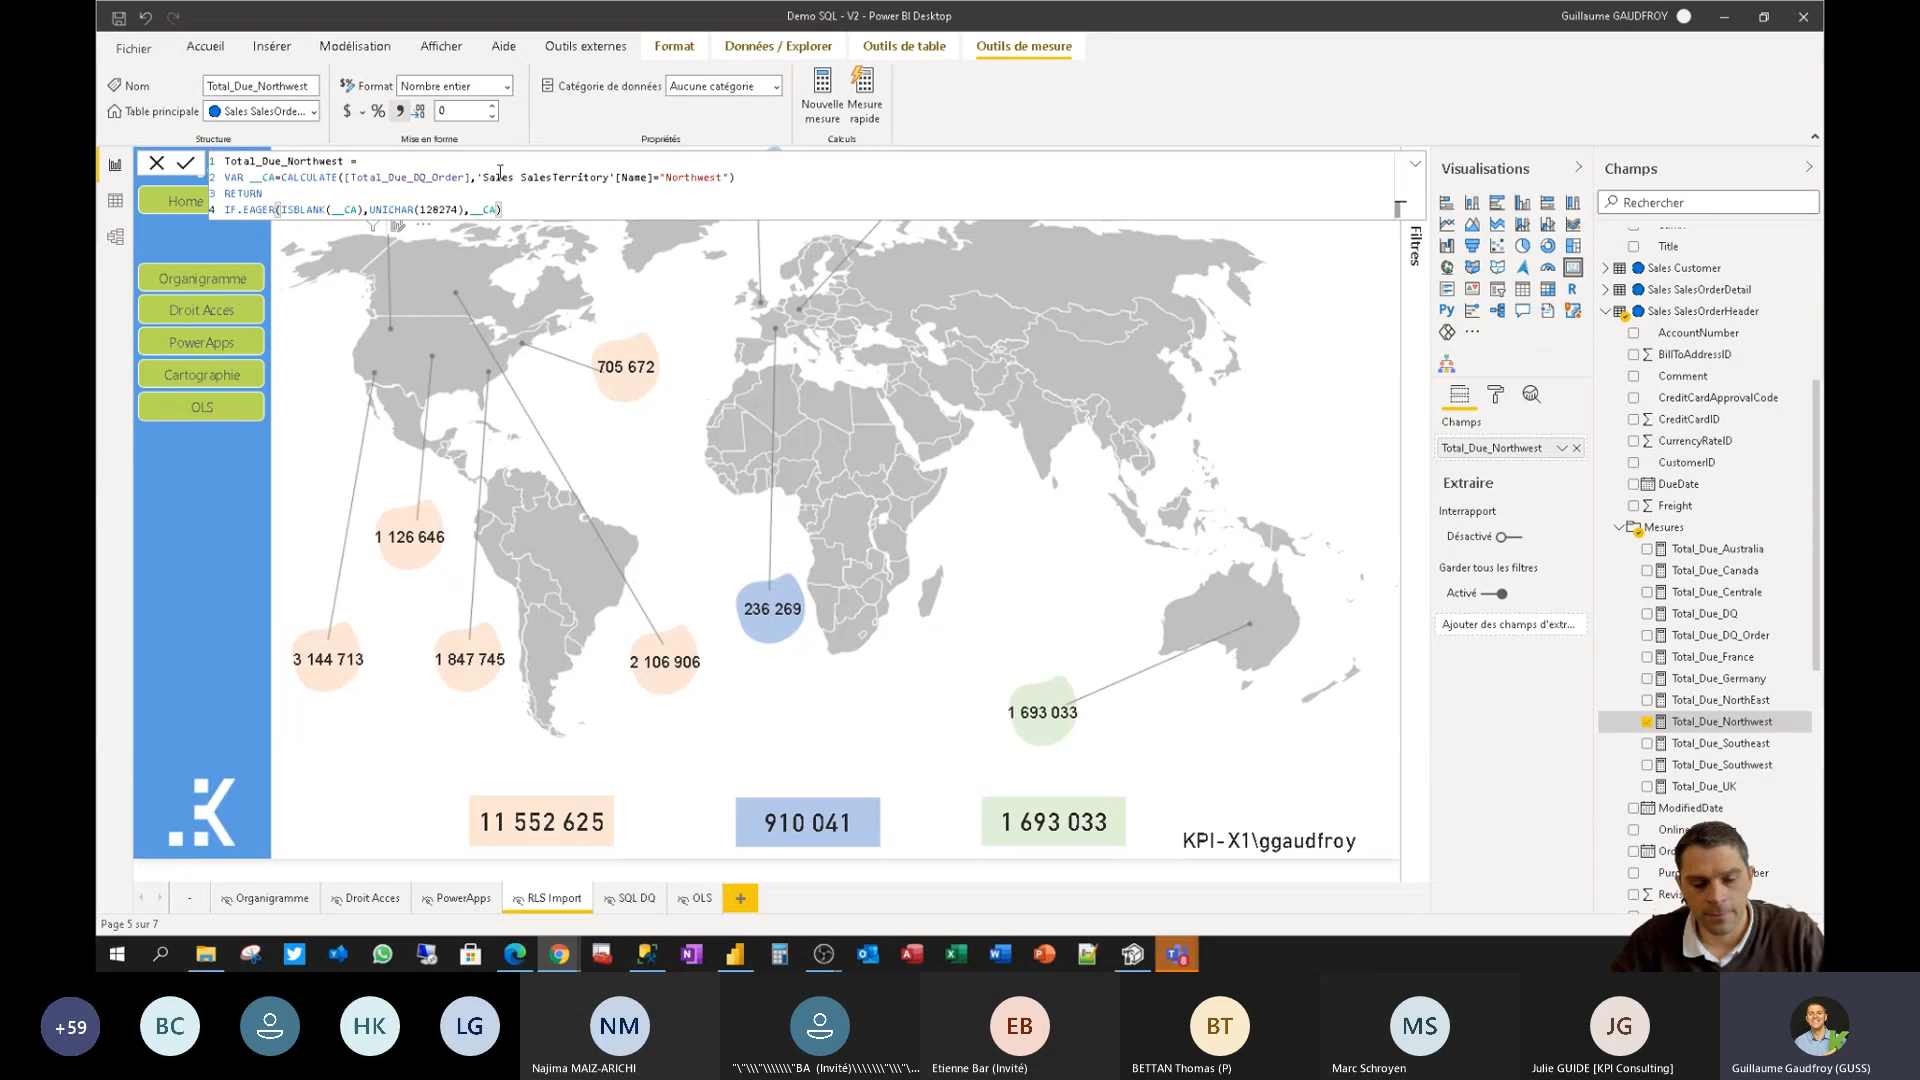 Demo SQL - V2 - Power BI Desktop
Guillaume GAUDFROY
Fichier
Accueil
Insérer
Modélisation
Afficher
Aide
Outils externes
Format
Données / Explorer
Outils de table
Outils de mesure
Nom
Total_Due_Northwest
Format
Nombre entier
Catégorie de données
Aucune catégorie
Table principale
Sales SalesOrde...
$
%
0
Nouvelle
mesure
Mesure
rapide
Structure
Mise en forme
Propriétés
Calculs
1 Total_Due_Northwest =
2 VAR __CA=CALCULATE([Total_Due_DQ_Order],'Sales SalesTerritory'[Name]="Northwest")
3 RETURN
4 IF.EAGER(ISBLANK(__CA),UNICHAR(128274),__CA)
Home
Organigramme
Droit Acces
PowerApps
Cartographie
OLS
705 672
1 126 646
236 269
3 144 713
1 847 745
2 106 906
1 693 033
11 552 625
910 041
1 693 033
KPI-X1\ggaudfroy
Filtres
Visualisations
R
Py
Champs
Total_Due_Northwest
Extraire
Interrapport
Désactivé
Garder tous les filtres
Activé
Ajouter des champs d'extr...
Champs
Rechercher
Title
Sales Customer
Sales SalesOrderDetail
Sales SalesOrderHeader
AccountNumber
BillToAddressID
Comment
CreditCardApprovalCode
CreditCardID
CurrencyRateID
CustomerID
DueDate
Freight
Mesures
Total_Due_Australia
Total_Due_Canada
Total_Due_Centrale
Total_Due_DQ
Total_Due_DQ_Order
Total_Due_France
Total_Due_Germany
Total_Due_NorthEast
Total_Due_Northwest
Total_Due_Southeast
Total_Due_Southwest
Total_Due_UK
ModifiedDate
-
Organigramme
Droit Acces
PowerApps
RLS Import
SQL DQ
OLS
Page 5 sur 7
+59
BC
HK
LG
NM
EB
BT
MS
JG
Najima MAIZ-ARICHI
Etienne Bar (Invité)
BETTAN Thomas (P)
Marc Schroyen
Julie GUIDE [KPI Consulting]
Guillaume Gaudfroy (GUSS)